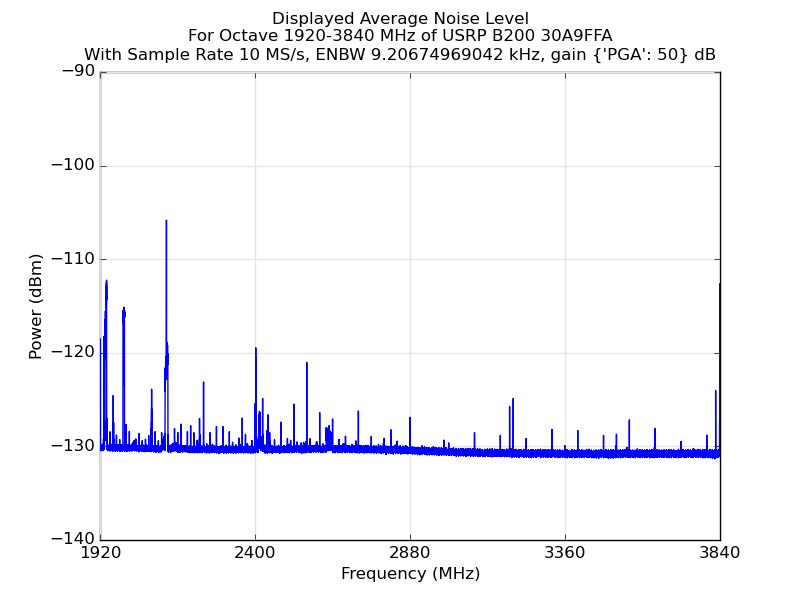 Displayed Average Noise Level
For Octave 1920-3840 MHz of USRP B200 30A9FFA
With Sample Rate 10 MS/s, ENBW 9.20674969042 kHz, gain {'PGA': 50} dB
−90
−100
−110
−120
−130
−140
Power (dBm)
1920 2400 2880 3360 3840
Frequency (MHz)